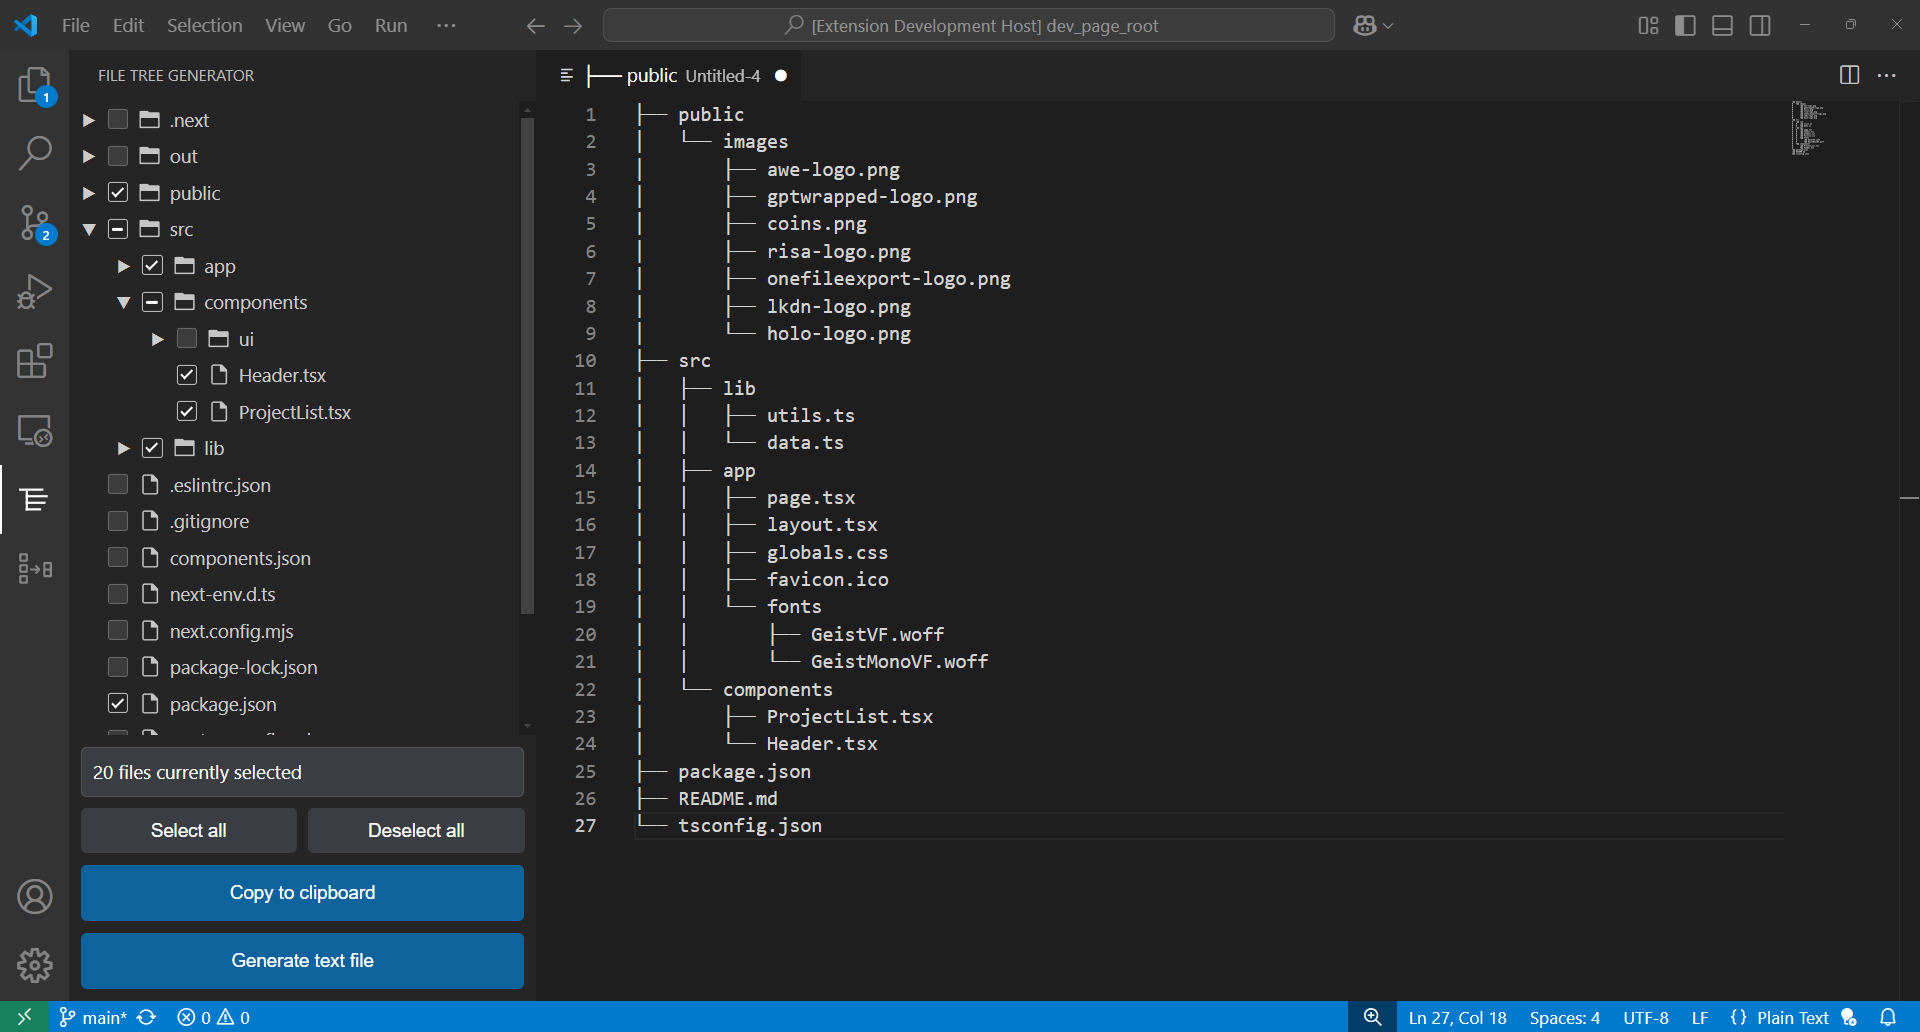 File Edit Selection View Go Run ··· [Extension Development Host] dev_page_root
FILE TREE GENERATOR
.next
out
public
src
app
components
ui
Header.tsx
ProjectList.tsx
lib
.eslintrc.json
.gitignore
components.json
next-env.d.ts
next.config.mjs
package-lock.json
package.json
20 files currently selected
Select all Deselect all
Copy to clipboard
Generate text file
1
2
├── public Untitled-4
1 ├── public
2 │   └── images
3 │       ├── awe-logo.png
4 │       ├── gptwrapped-logo.png
5 │       ├── coins.png
6 │       ├── risa-logo.png
7 │       ├── onefileexport-logo.png
8 │       ├── lkdn-logo.png
9 │       └── holo-logo.png
10 ├── src
11 │   ├── lib
12 │   │   ├── utils.ts
13 │   │   └── data.ts
14 │   ├── app
15 │   │   ├── page.tsx
16 │   │   ├── layout.tsx
17 │   │   ├── globals.css
18 │   │   ├── favicon.ico
19 │   │   └── fonts
20 │   │       ├── GeistVF.woff
21 │   │       └── GeistMonoVF.woff
22 │   └── components
23 │       ├── ProjectList.tsx
24 │       └── Header.tsx
25 ├── package.json
26 ├── README.md
27 └── tsconfig.json
main* 0 0 Ln 27, Col 18 Spaces: 4 UTF-8 LF {} Plain Text